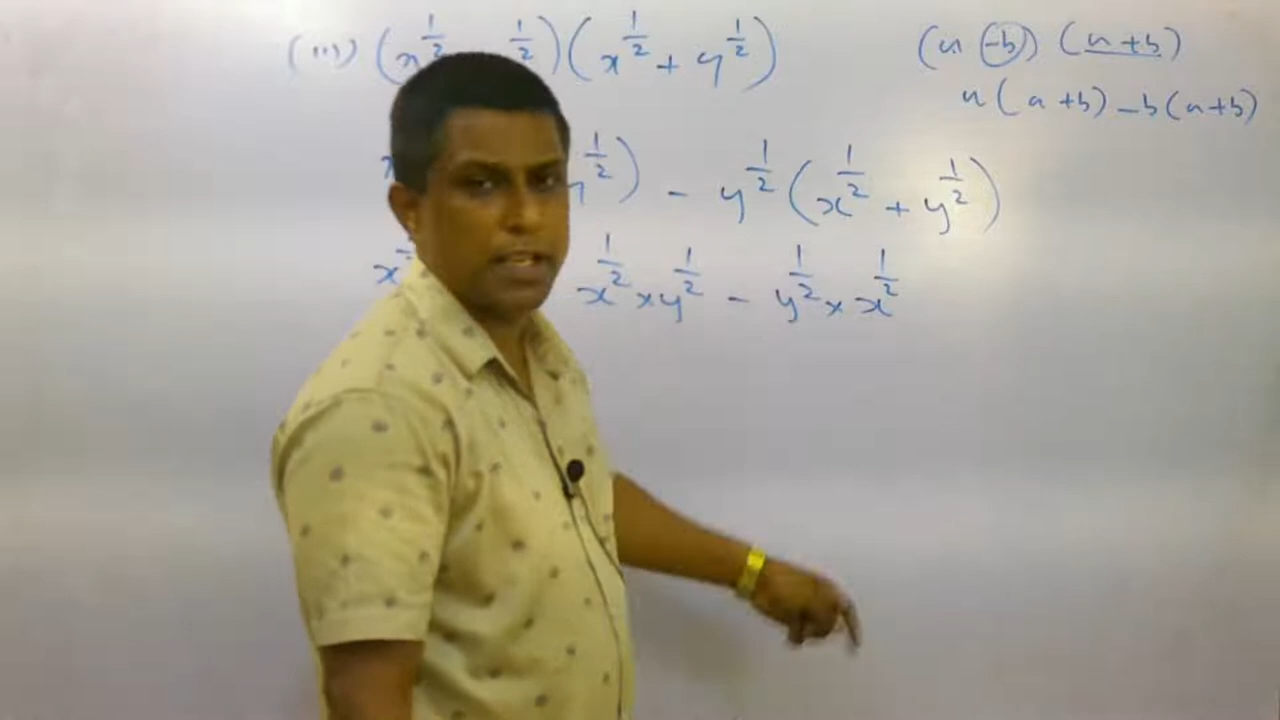 (iii) (x^{1/2} y^{1/2})(x^{1/2} + y^{1/2})
(a -b) (a+b)
a(a+b) -b(a+b)
x y^{1/2}) - y^{1/2}(x^{1/2} + y^{1/2})
x x^{1/2} × y^{1/2} - y^{1/2} × x^{1/2}